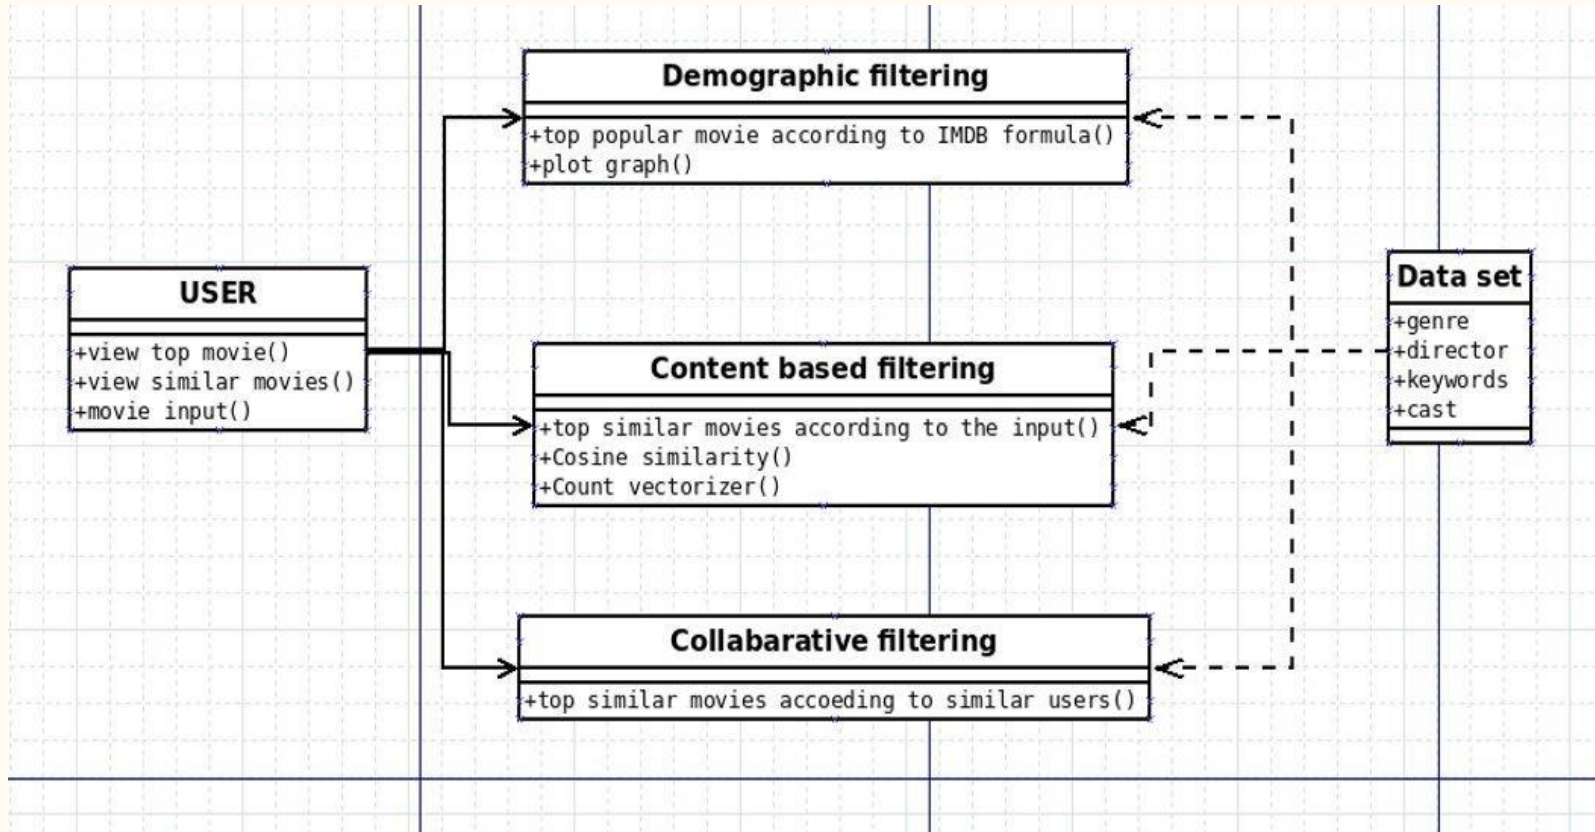 Demographic filtering
+top popular movie according to IMDB formula()
+plot graph()
USER
+view top movie()
+view similar movies()
+movie input()
Content based filtering
+top similar movies according to the input()
+Cosine similarity()
+Count vectorizer()
Data set
+genre
+director
+keywords
+cast
Collabarative filtering
+top similar movies accoeding to similar users()